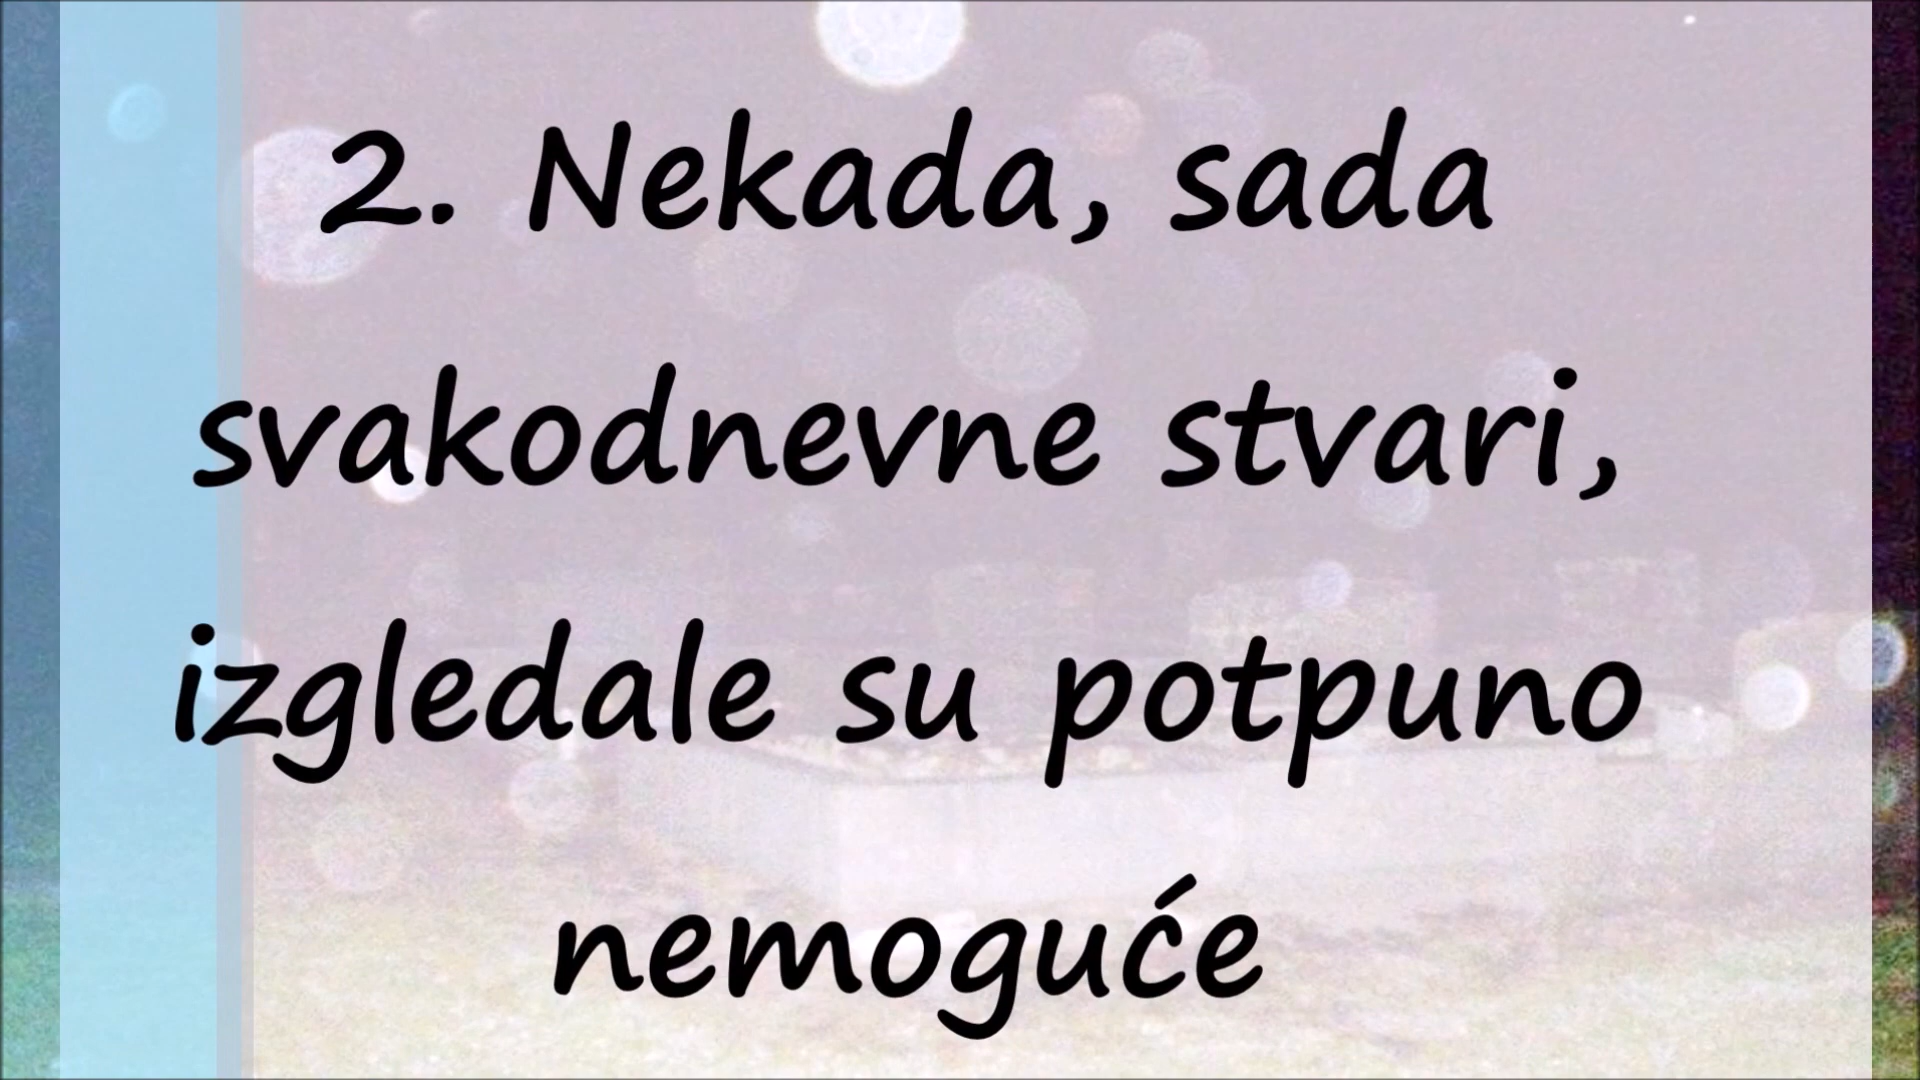 2. Nekada, sada
svakodnevne stvari,
izgledale su potpuno
nemoguće